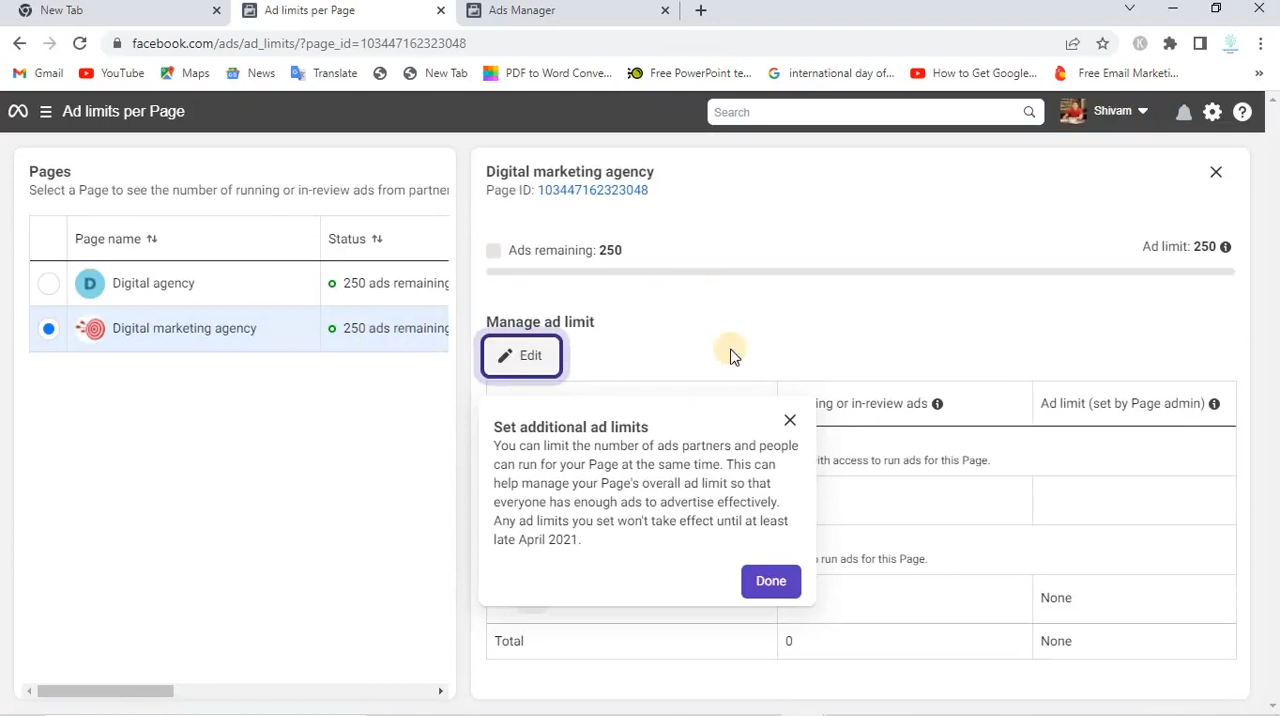 New Tab
Ad limits per Page
Ads Manager
facebook.com/ads/ad_limits/?page_id=103447162323048
Gmail
YouTube
Maps
News
Translate
New Tab
PDF to Word Conve...
Free PowerPoint te...
international day of...
How to Get Google...
Free Email Marketi...
Ad limits per Page
Search
Shivam
Pages
Select a Page to see the number of running or in-review ads from partner
Page name
Status
D
Digital agency
250 ads remaining
Digital marketing agency
250 ads remaining
Digital marketing agency
Page ID: 103447162323048
Ads remaining: 250
Ad limit: 250
Manage ad limit
Edit
ng or in-review ads
Ad limit (set by Page admin)
with access to run ads for this Page.
o run ads for this Page.
None
Total
0
None
Set additional ad limits
You can limit the number of ads partners and people
can run for your Page at the same time. This can
help manage your Page's overall ad limit so that
everyone has enough ads to advertise effectively.
Any ad limits you set won't take effect until at least
late April 2021.
Done